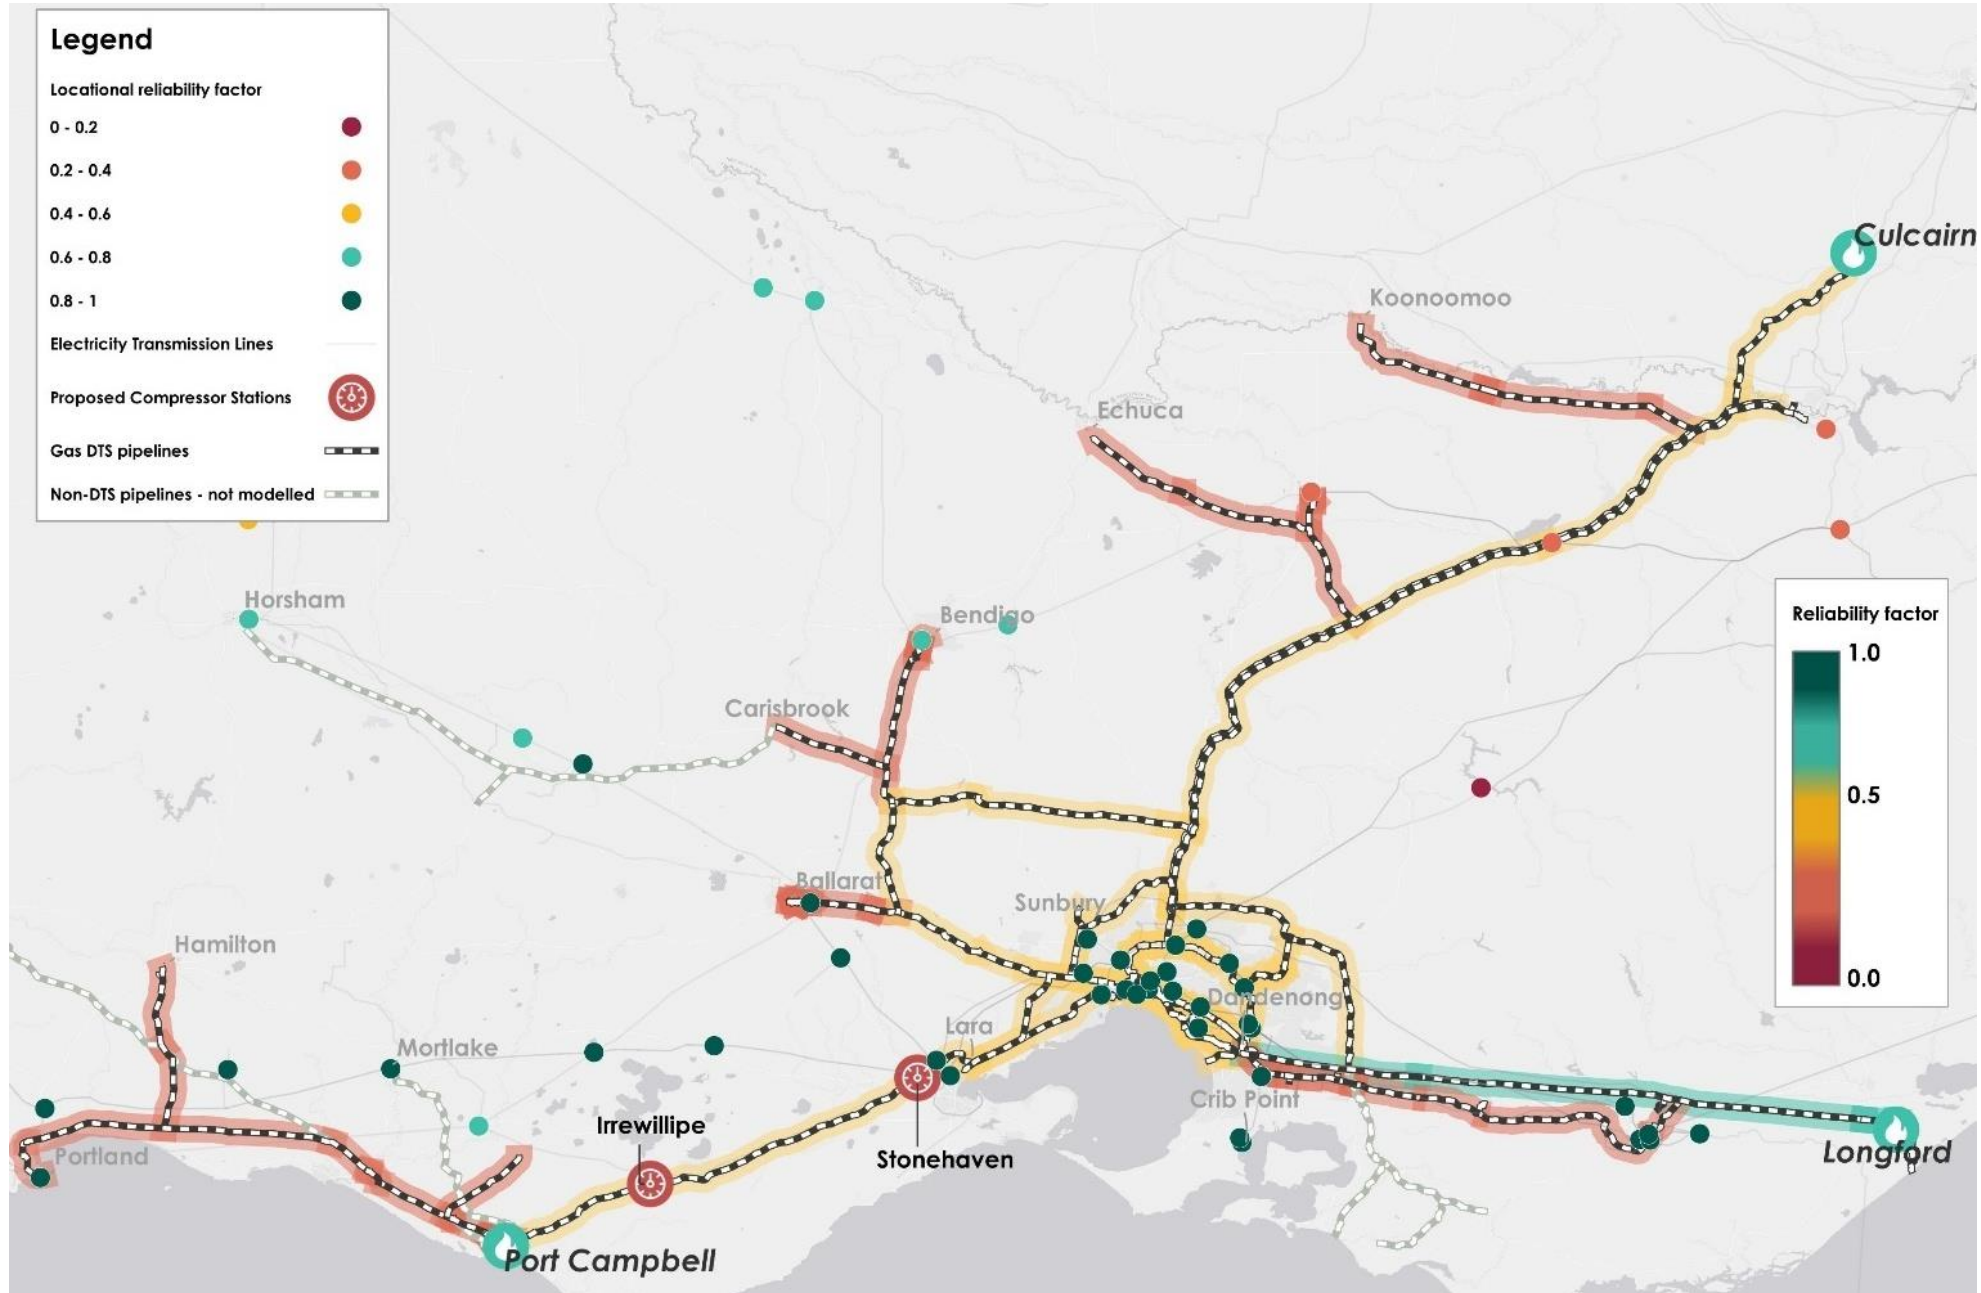 Legend
Locational reliability factor
0 - 0.2
0.2 - 0.4
0.4 - 0.6
0.6 - 0.8
0.8 - 1
Electricity Transmission Lines
Proposed Compressor Stations
Gas DTS pipelines
Non-DTS pipelines - not modelled
Culcairn
Koonoomoo
Echuca
Horsham
Bendigo
Carisbrook
Reliability factor
1.0
0.5
0.0
Ballarat
Sunbury
Hamilton
Dandenong
Lara
Mortlake
Crib Point
Irrewillipe
Portland
Stonehaven
Longford
Port Campbell